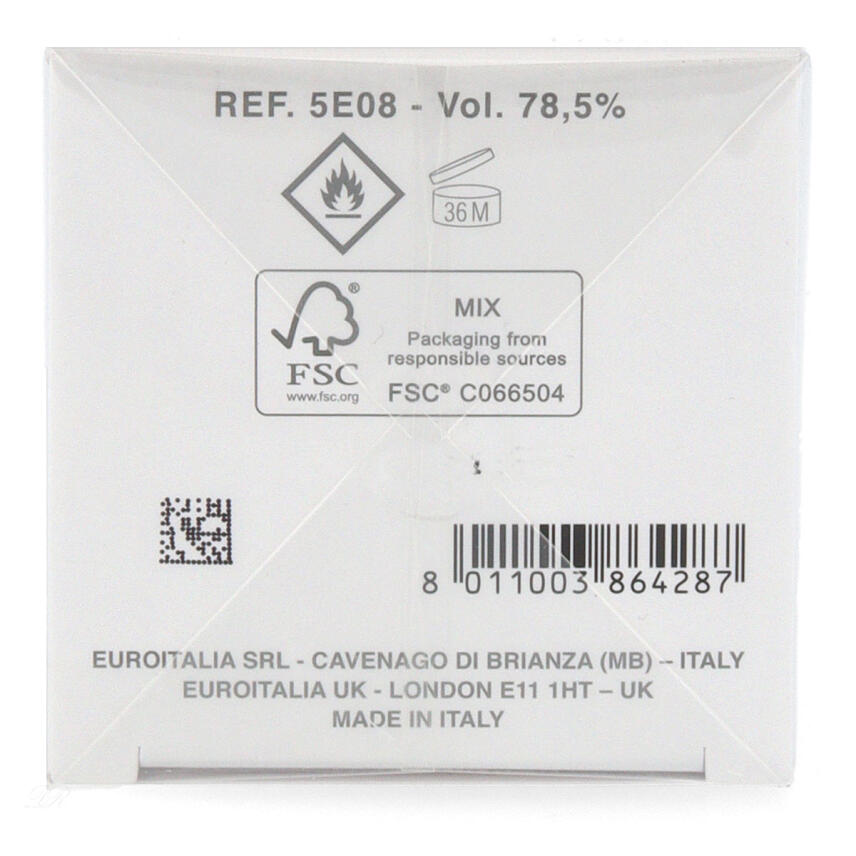 REF. 5E08 - Vol. 78,5%
36M
®
MIX
Packaging from
responsible sources
FSC
www.fsc.org
FSC® C066504
8 011003 864287
EUROITALIA SRL - CAVENAGO DI BRIANZA (MB) – ITALY
EUROITALIA UK - LONDON E11 1HT – UK
MADE IN ITALY